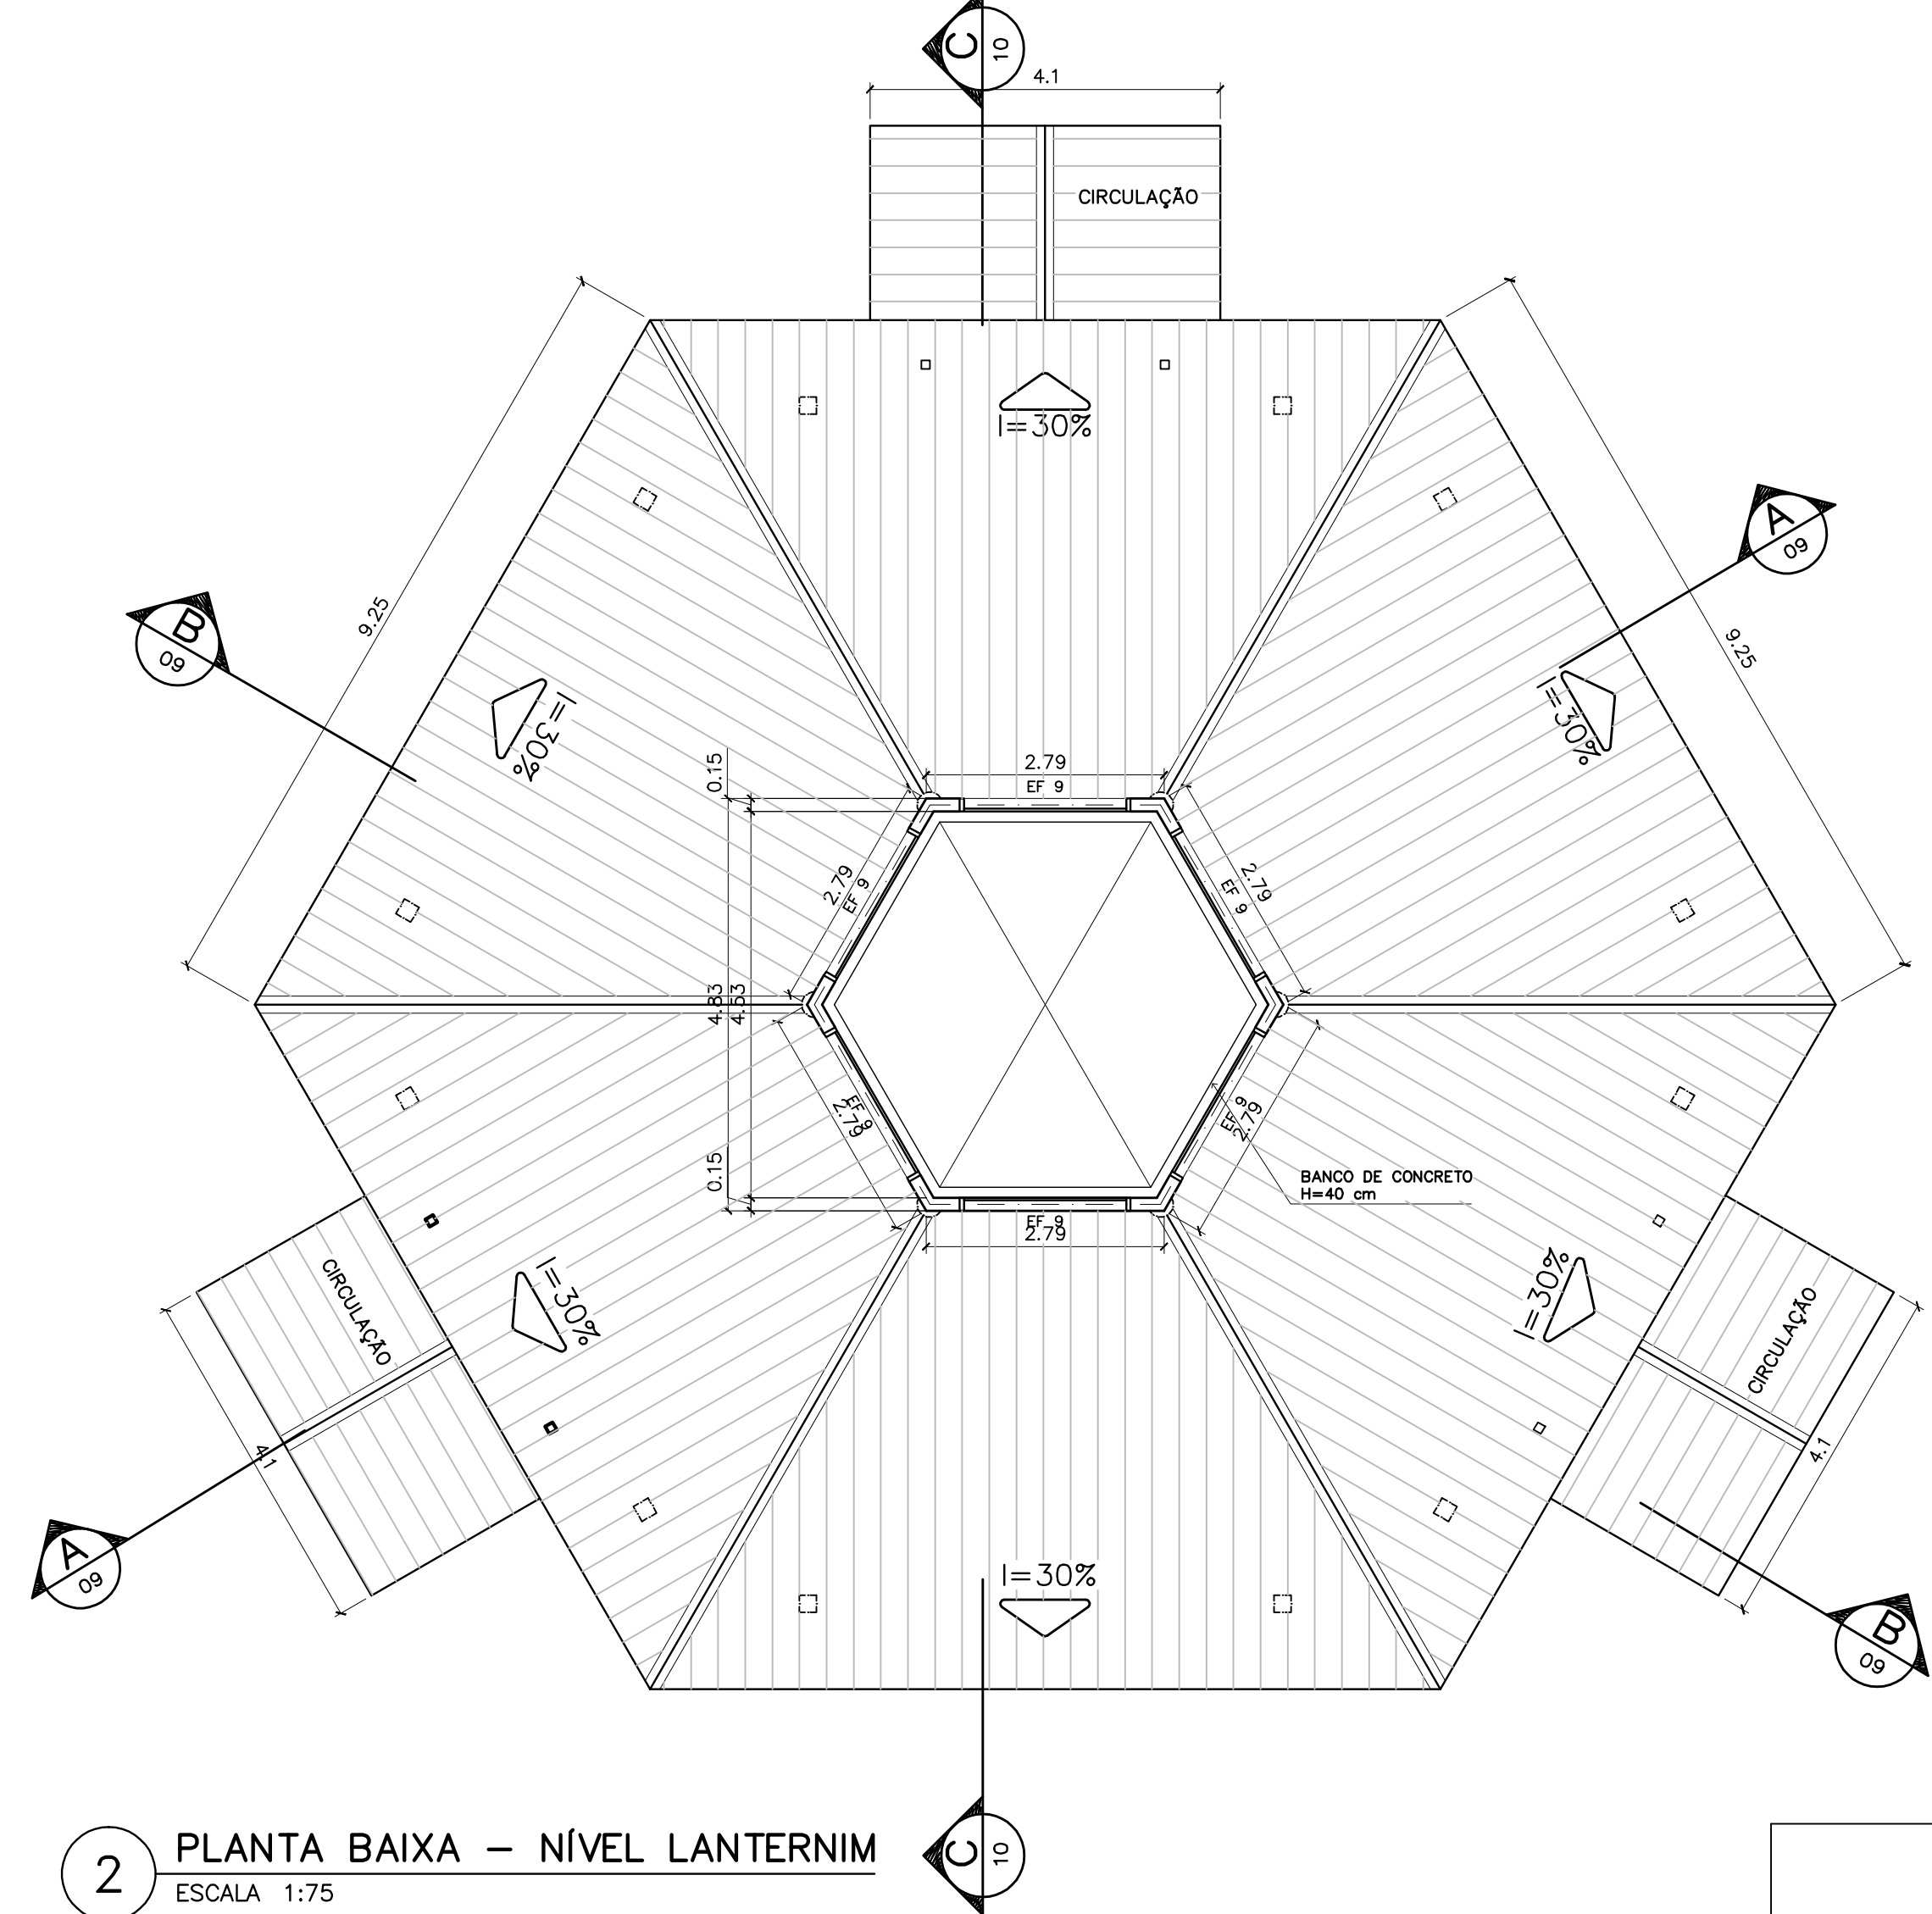 C
10
4.1
CIRCULAÇÃO
I=30%
A
09
B
09
9.25
9.25
I=30%
I=30%
0.15
2.79
EF 9
2.79
EF 9
2.79
EF 9
4.83
4.53
EF 9
2.79
EF 9
2.79
0.15
BANCO DE CONCRETO
H=40 cm
EF 9
2.79
CIRCULAÇÃO
I=30%
I=30%
CIRCULAÇÃO
4.1
4.1
A
09
I=30%
B
09
2
PLANTA BAIXA – NÍVEL LANTERNIM
ESCALA 1:75
C
10